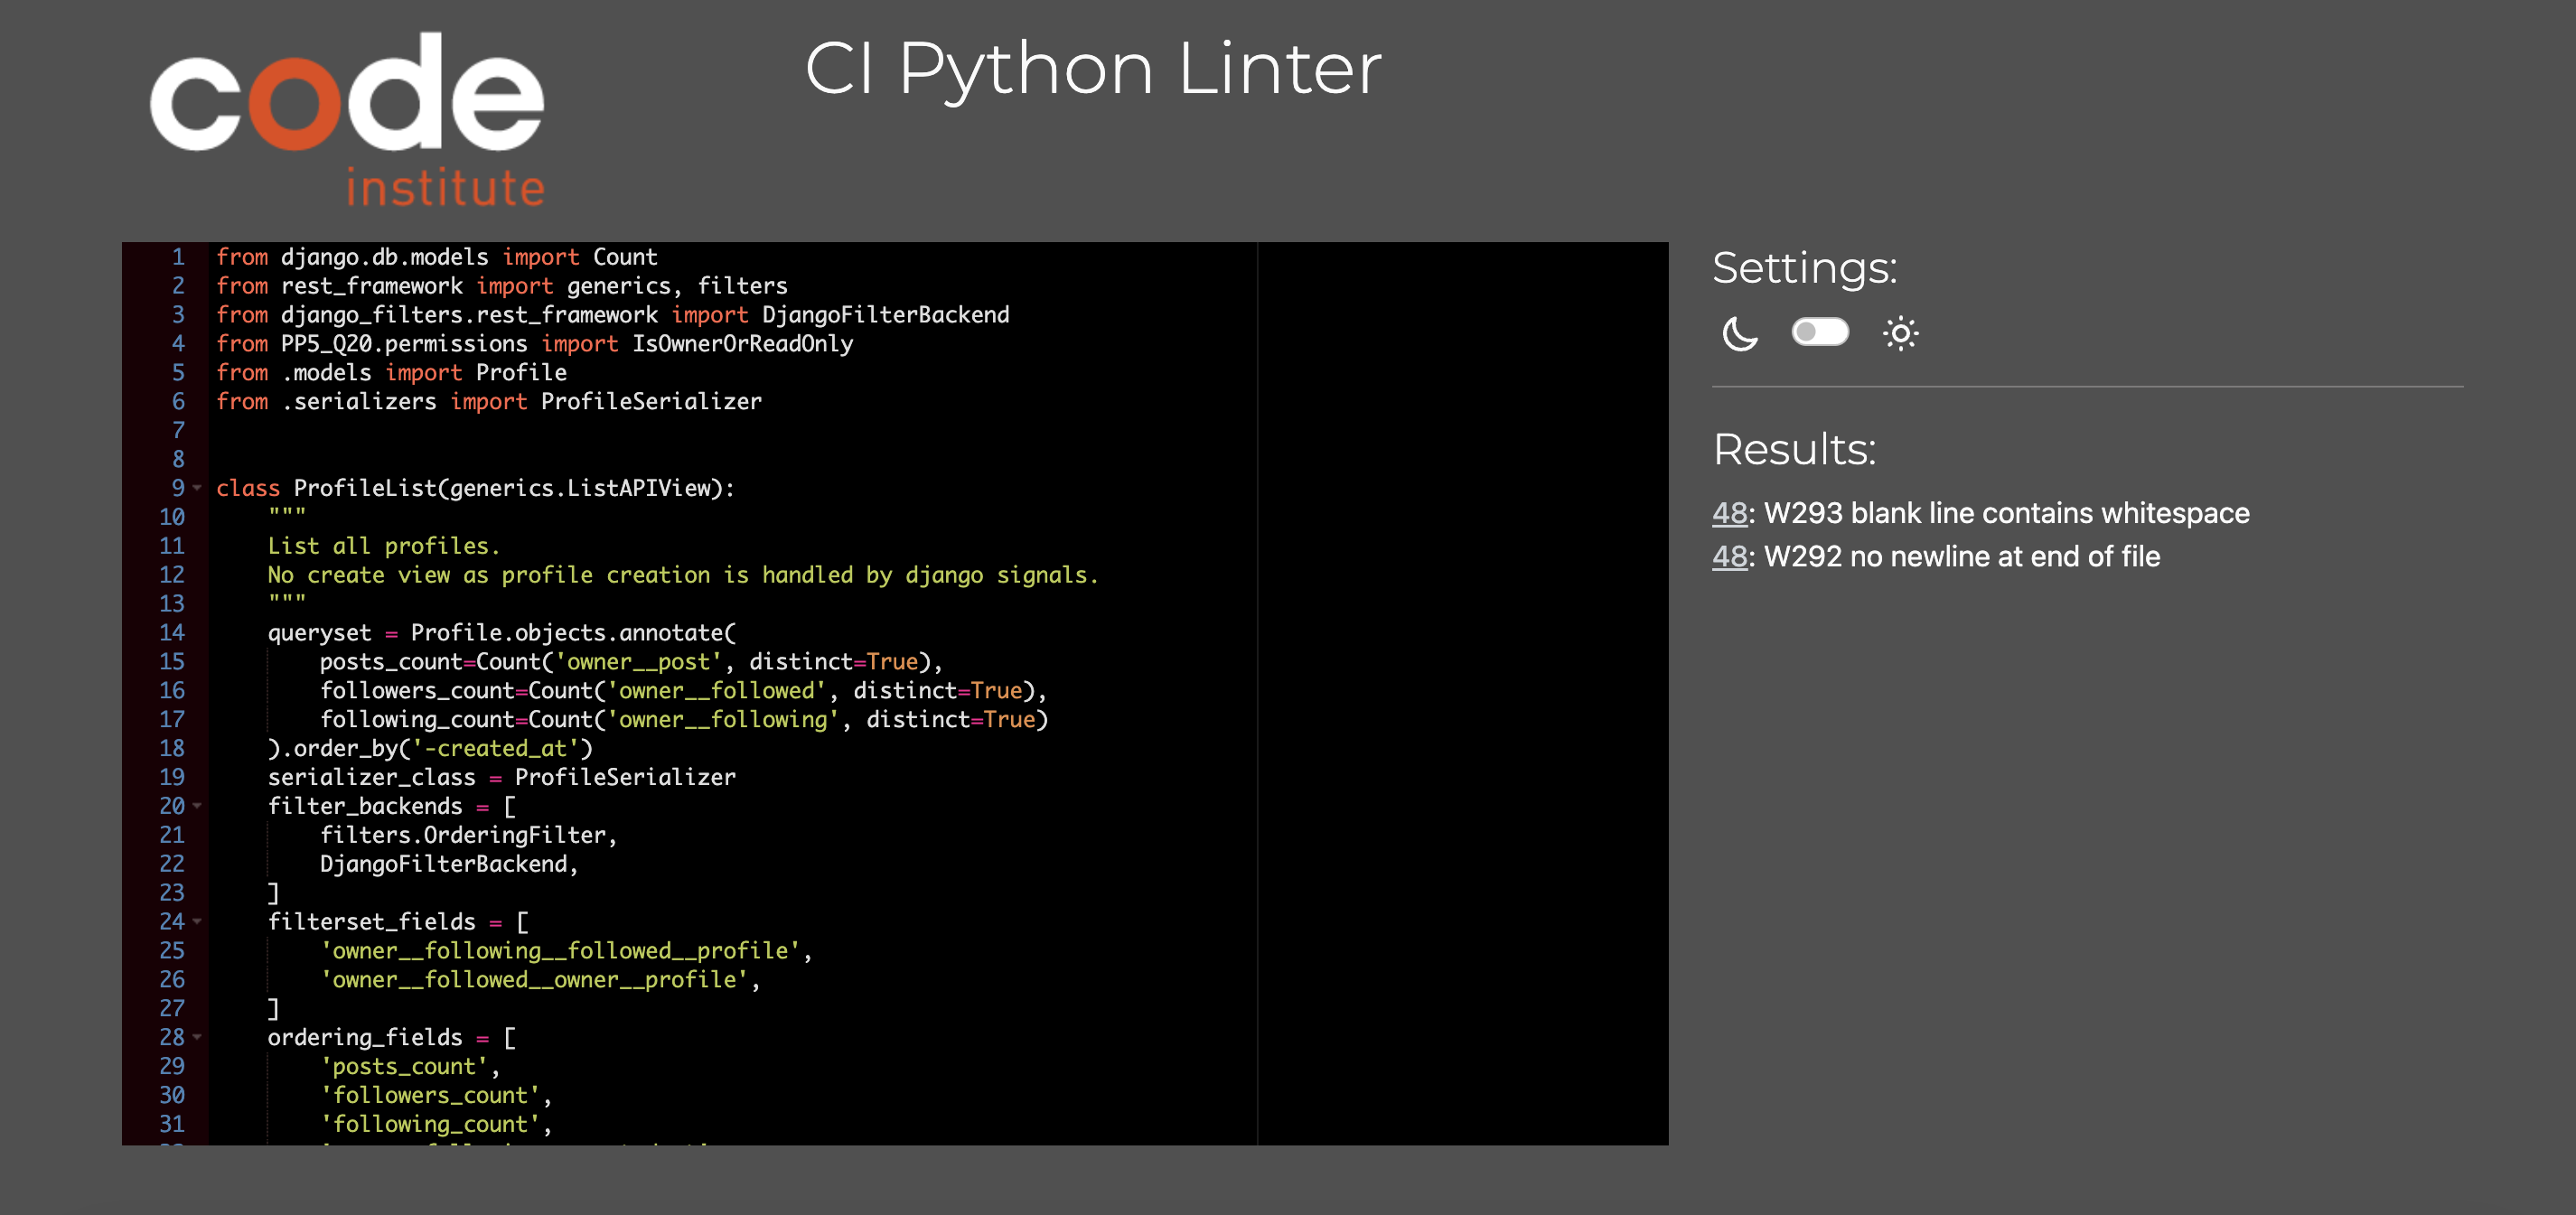 code
institute
CI Python Linter
1 from django.db.models import Count
2 from rest_framework import generics, filters
3 from django_filters.rest_framework import DjangoFilterBackend
4 from PP5_Q20.permissions import IsOwnerOrReadOnly
5 from .models import Profile
6 from .serializers import ProfileSerializer
7
8
9 class ProfileList(generics.ListAPIView):
10     """
11     List all profiles.
12     No create view as profile creation is handled by django signals.
13     """
14     queryset = Profile.objects.annotate(
15         posts_count=Count('owner__post', distinct=True),
16         followers_count=Count('owner__followed', distinct=True),
17         following_count=Count('owner__following', distinct=True)
18     ).order_by('-created_at')
19     serializer_class = ProfileSerializer
20     filter_backends = [
21         filters.OrderingFilter,
22         DjangoFilterBackend,
23     ]
24     filterset_fields = [
25         'owner__following__followed__profile',
26         'owner__followed__owner__profile',
27     ]
28     ordering_fields = [
29         'posts_count',
30         'followers_count',
31         'following_count',
Settings:
Results:
48: W293 blank line contains whitespace
48: W292 no newline at end of file